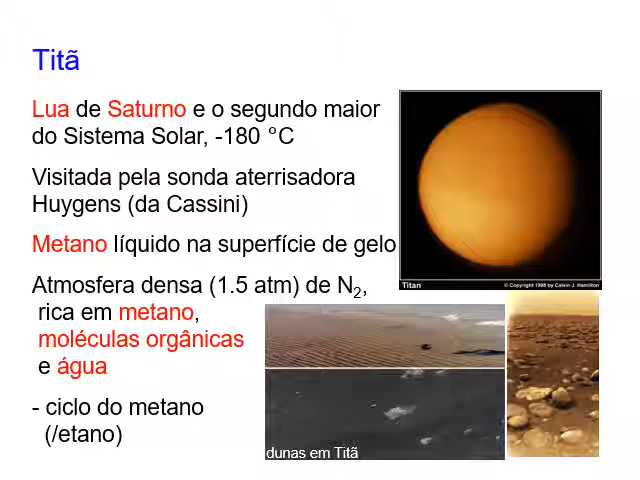 Titã
Lua de Saturno e o segundo maior
do Sistema Solar, -180 °C
Visitada pela sonda aterrisadora
Huygens (da Cassini)
Metano líquido na superfície de gelo
Atmosfera densa (1.5 atm) de N₂,
rica em metano,
moléculas orgânicas
e água
- ciclo do metano
(/etano)
Titan
© Copyright 1998 by Calvin J. Hamilton
dunas em Titã